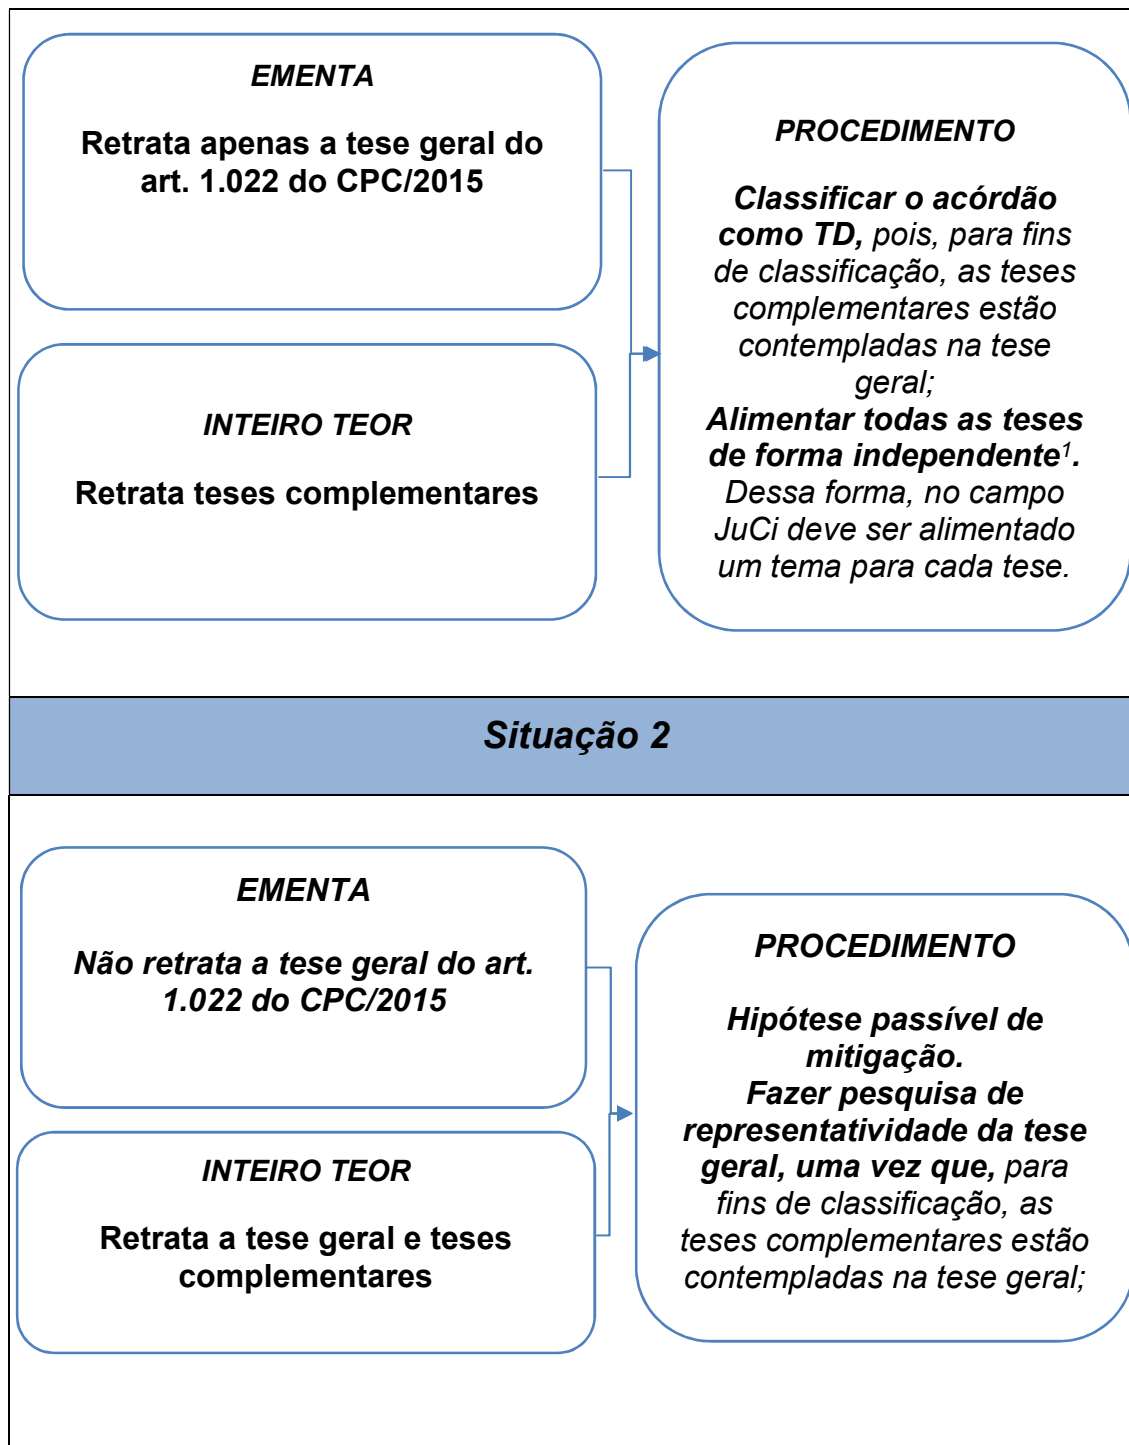 EMENTA
Retrata apenas a tese geral do
art. 1.022 do CPC/2015
INTEIRO TEOR
Retrata teses complementares
PROCEDIMENTO
Classificar o acórdão
como TD, pois, para fins
de classificação, as teses
complementares estão
contempladas na tese
geral;
Alimentar todas as teses
de forma independente¹.
Dessa forma, no campo
JuCi deve ser alimentado
um tema para cada tese.
Situação 2
EMENTA
Não retrata a tese geral do art.
1.022 do CPC/2015
INTEIRO TEOR
Retrata a tese geral e teses
complementares
PROCEDIMENTO
Hipótese passível de
mitigação.
Fazer pesquisa de
representatividade da tese
geral, uma vez que, para
fins de classificação, as
teses complementares estão
contempladas na tese geral;